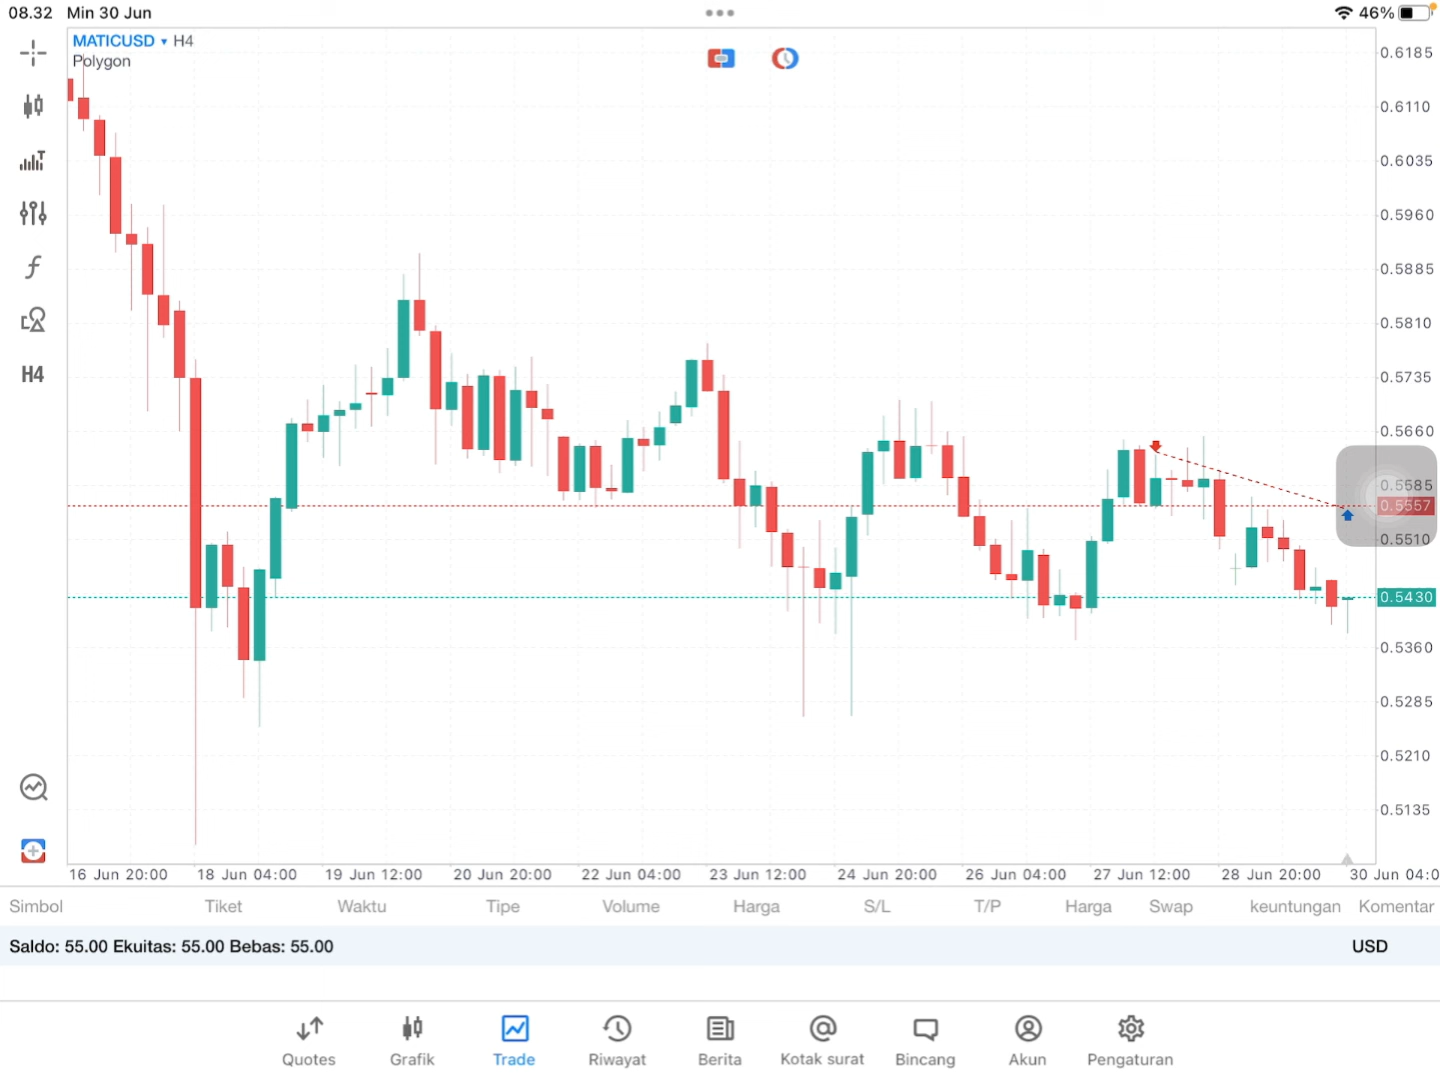 08.32 Min 30 Jun
46%
MATICUSD ▾ H4
Polygon
H4
0.6185
0.6110
0.6035
0.5960
0.5885
0.5810
0.5735
0.5660
0.5585
0.5557
0.5510
0.5430
0.5360
0.5285
0.5210
0.5135
16 Jun 20:00 18 Jun 04:00 19 Jun 12:00 20 Jun 20:00 22 Jun 04:00 23 Jun 12:00 24 Jun 20:00 26 Jun 04:00 27 Jun 12:00 28 Jun 20:00 30 Jun 04:0
Simbol Tiket Waktu Tipe Volume Harga S/L T/P Harga Swap keuntungan Komentar
Saldo: 55.00 Ekuitas: 55.00 Bebas: 55.00 USD
Quotes Grafik Trade Riwayat Berita Kotak surat Bincang Akun Pengaturan